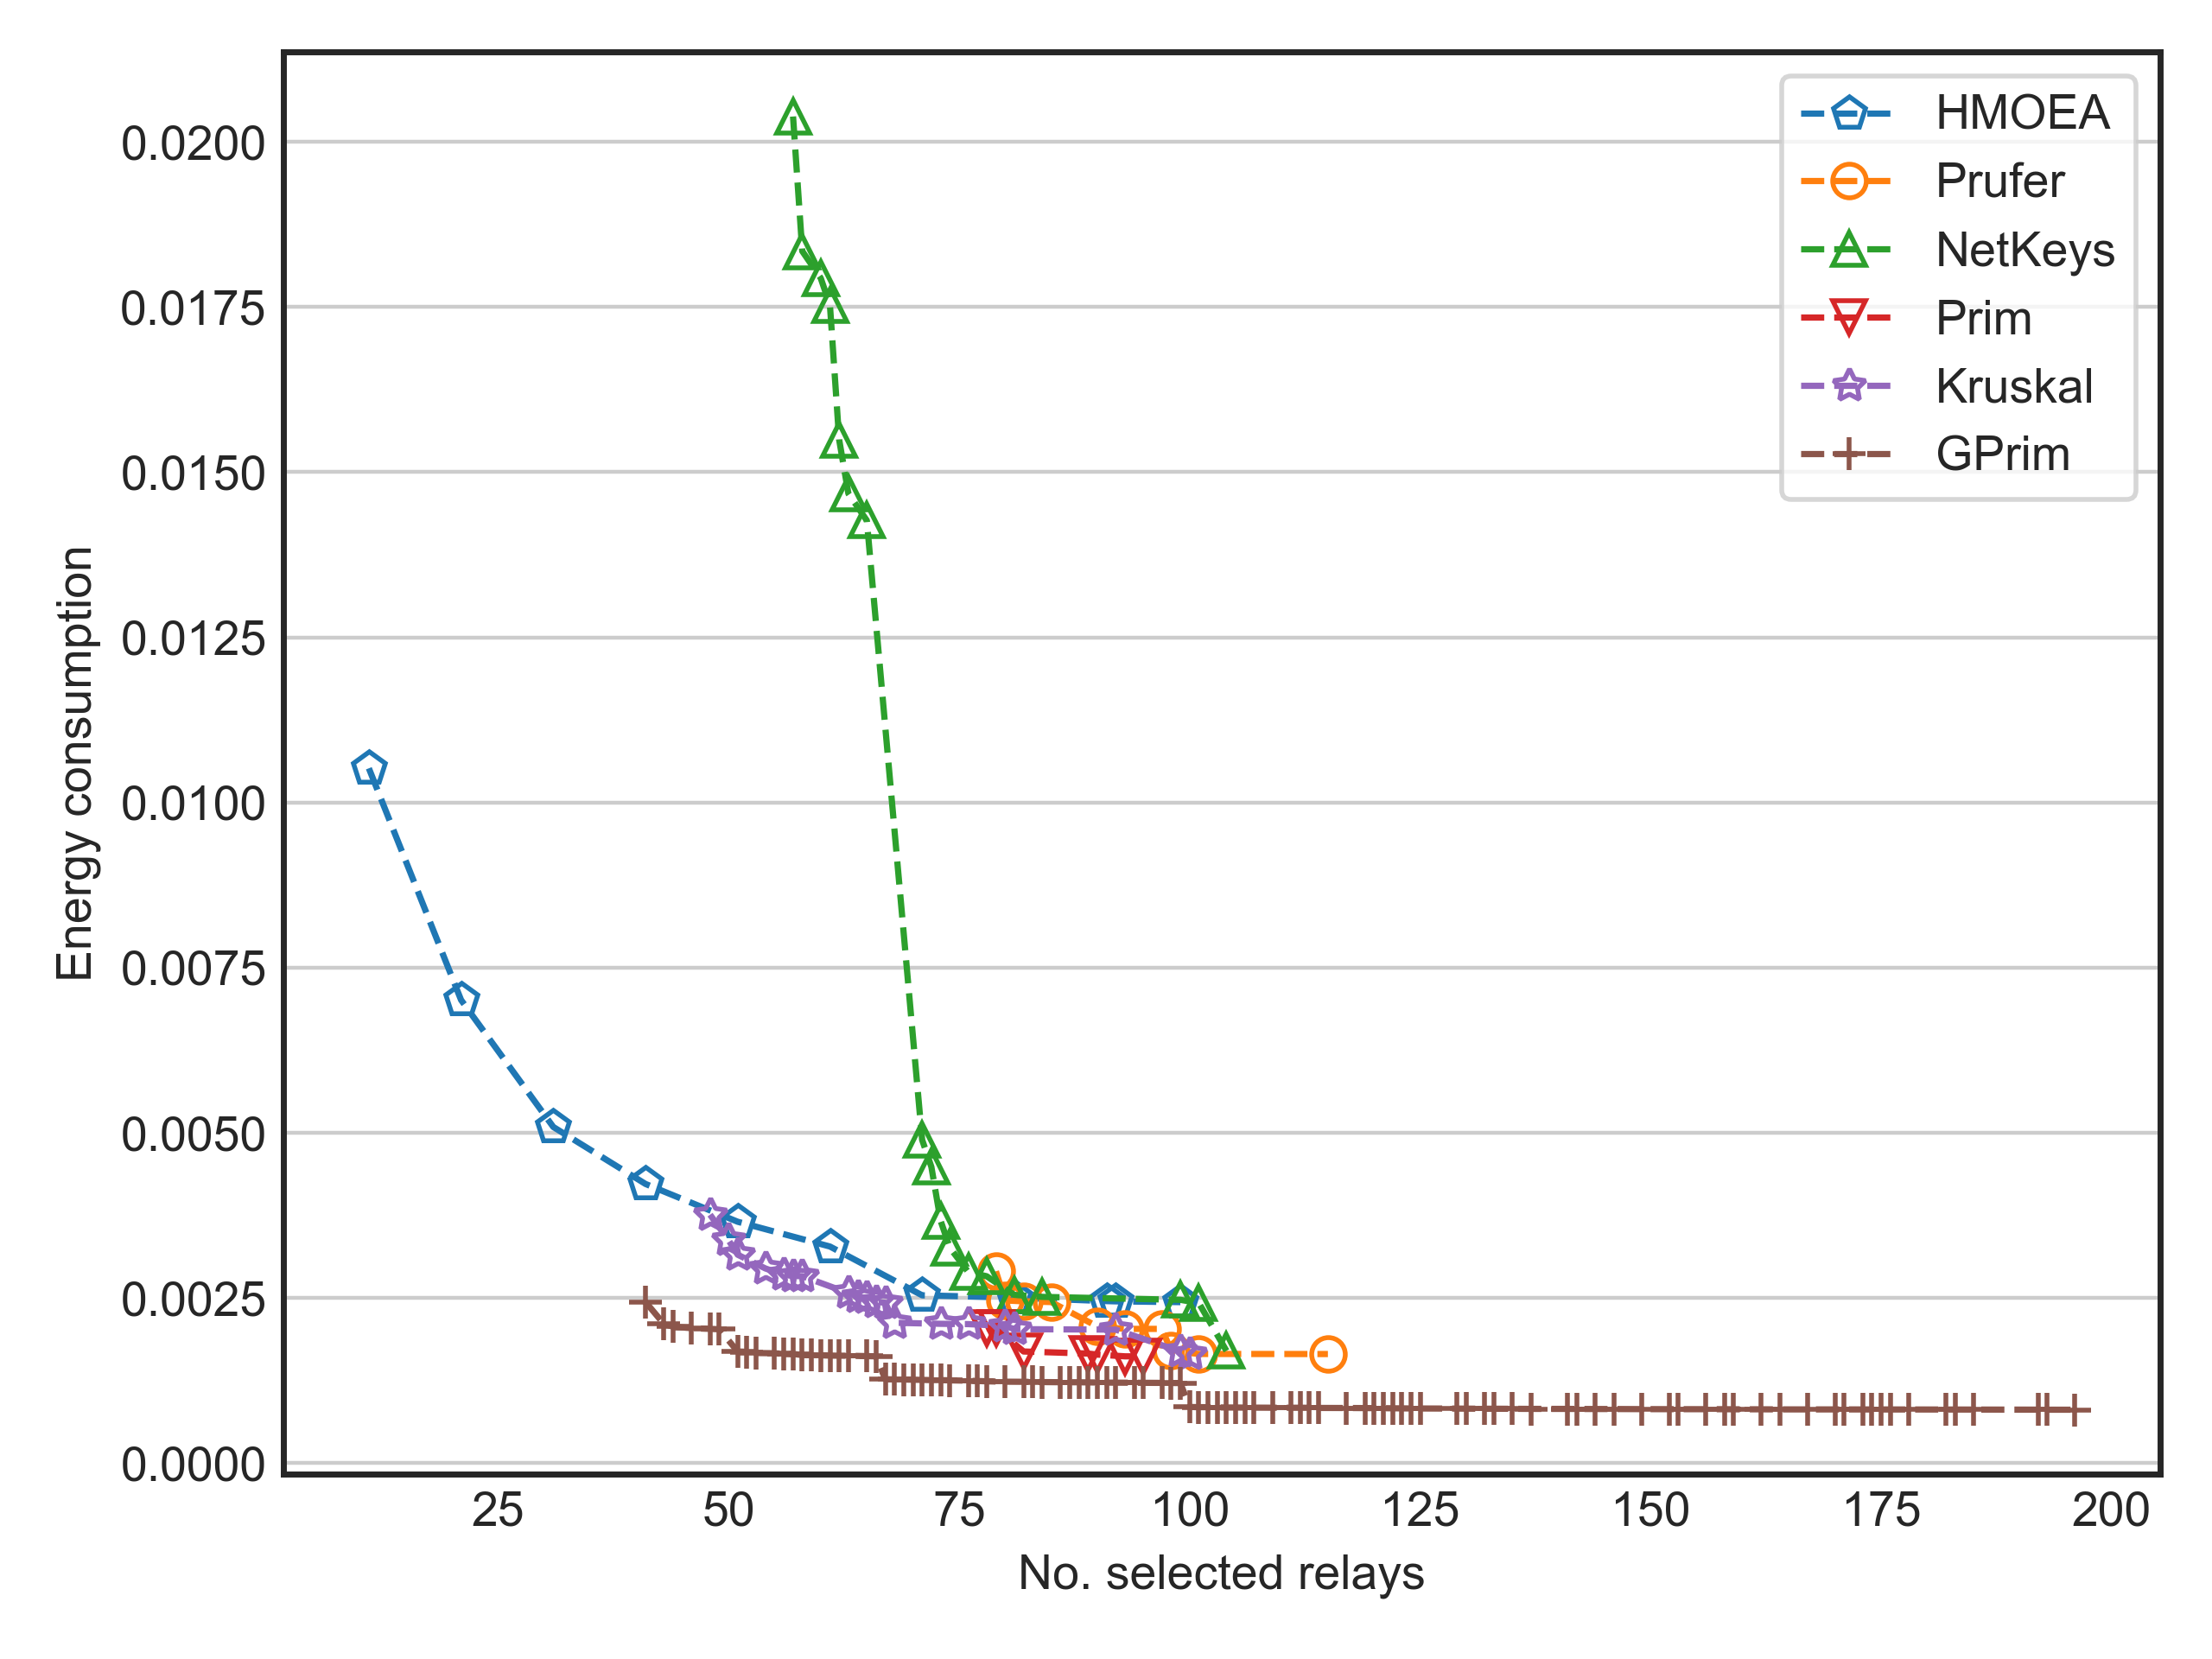 HMOEA
Prufer
NetKeys
Prim
Kruskal
GPrim
Energy consumption
0.0200
0.0175
0.0150
0.0125
0.0100
0.0075
0.0050
0.0025
0.0000
25 50 75 100 125 150 175 200
No. selected relays